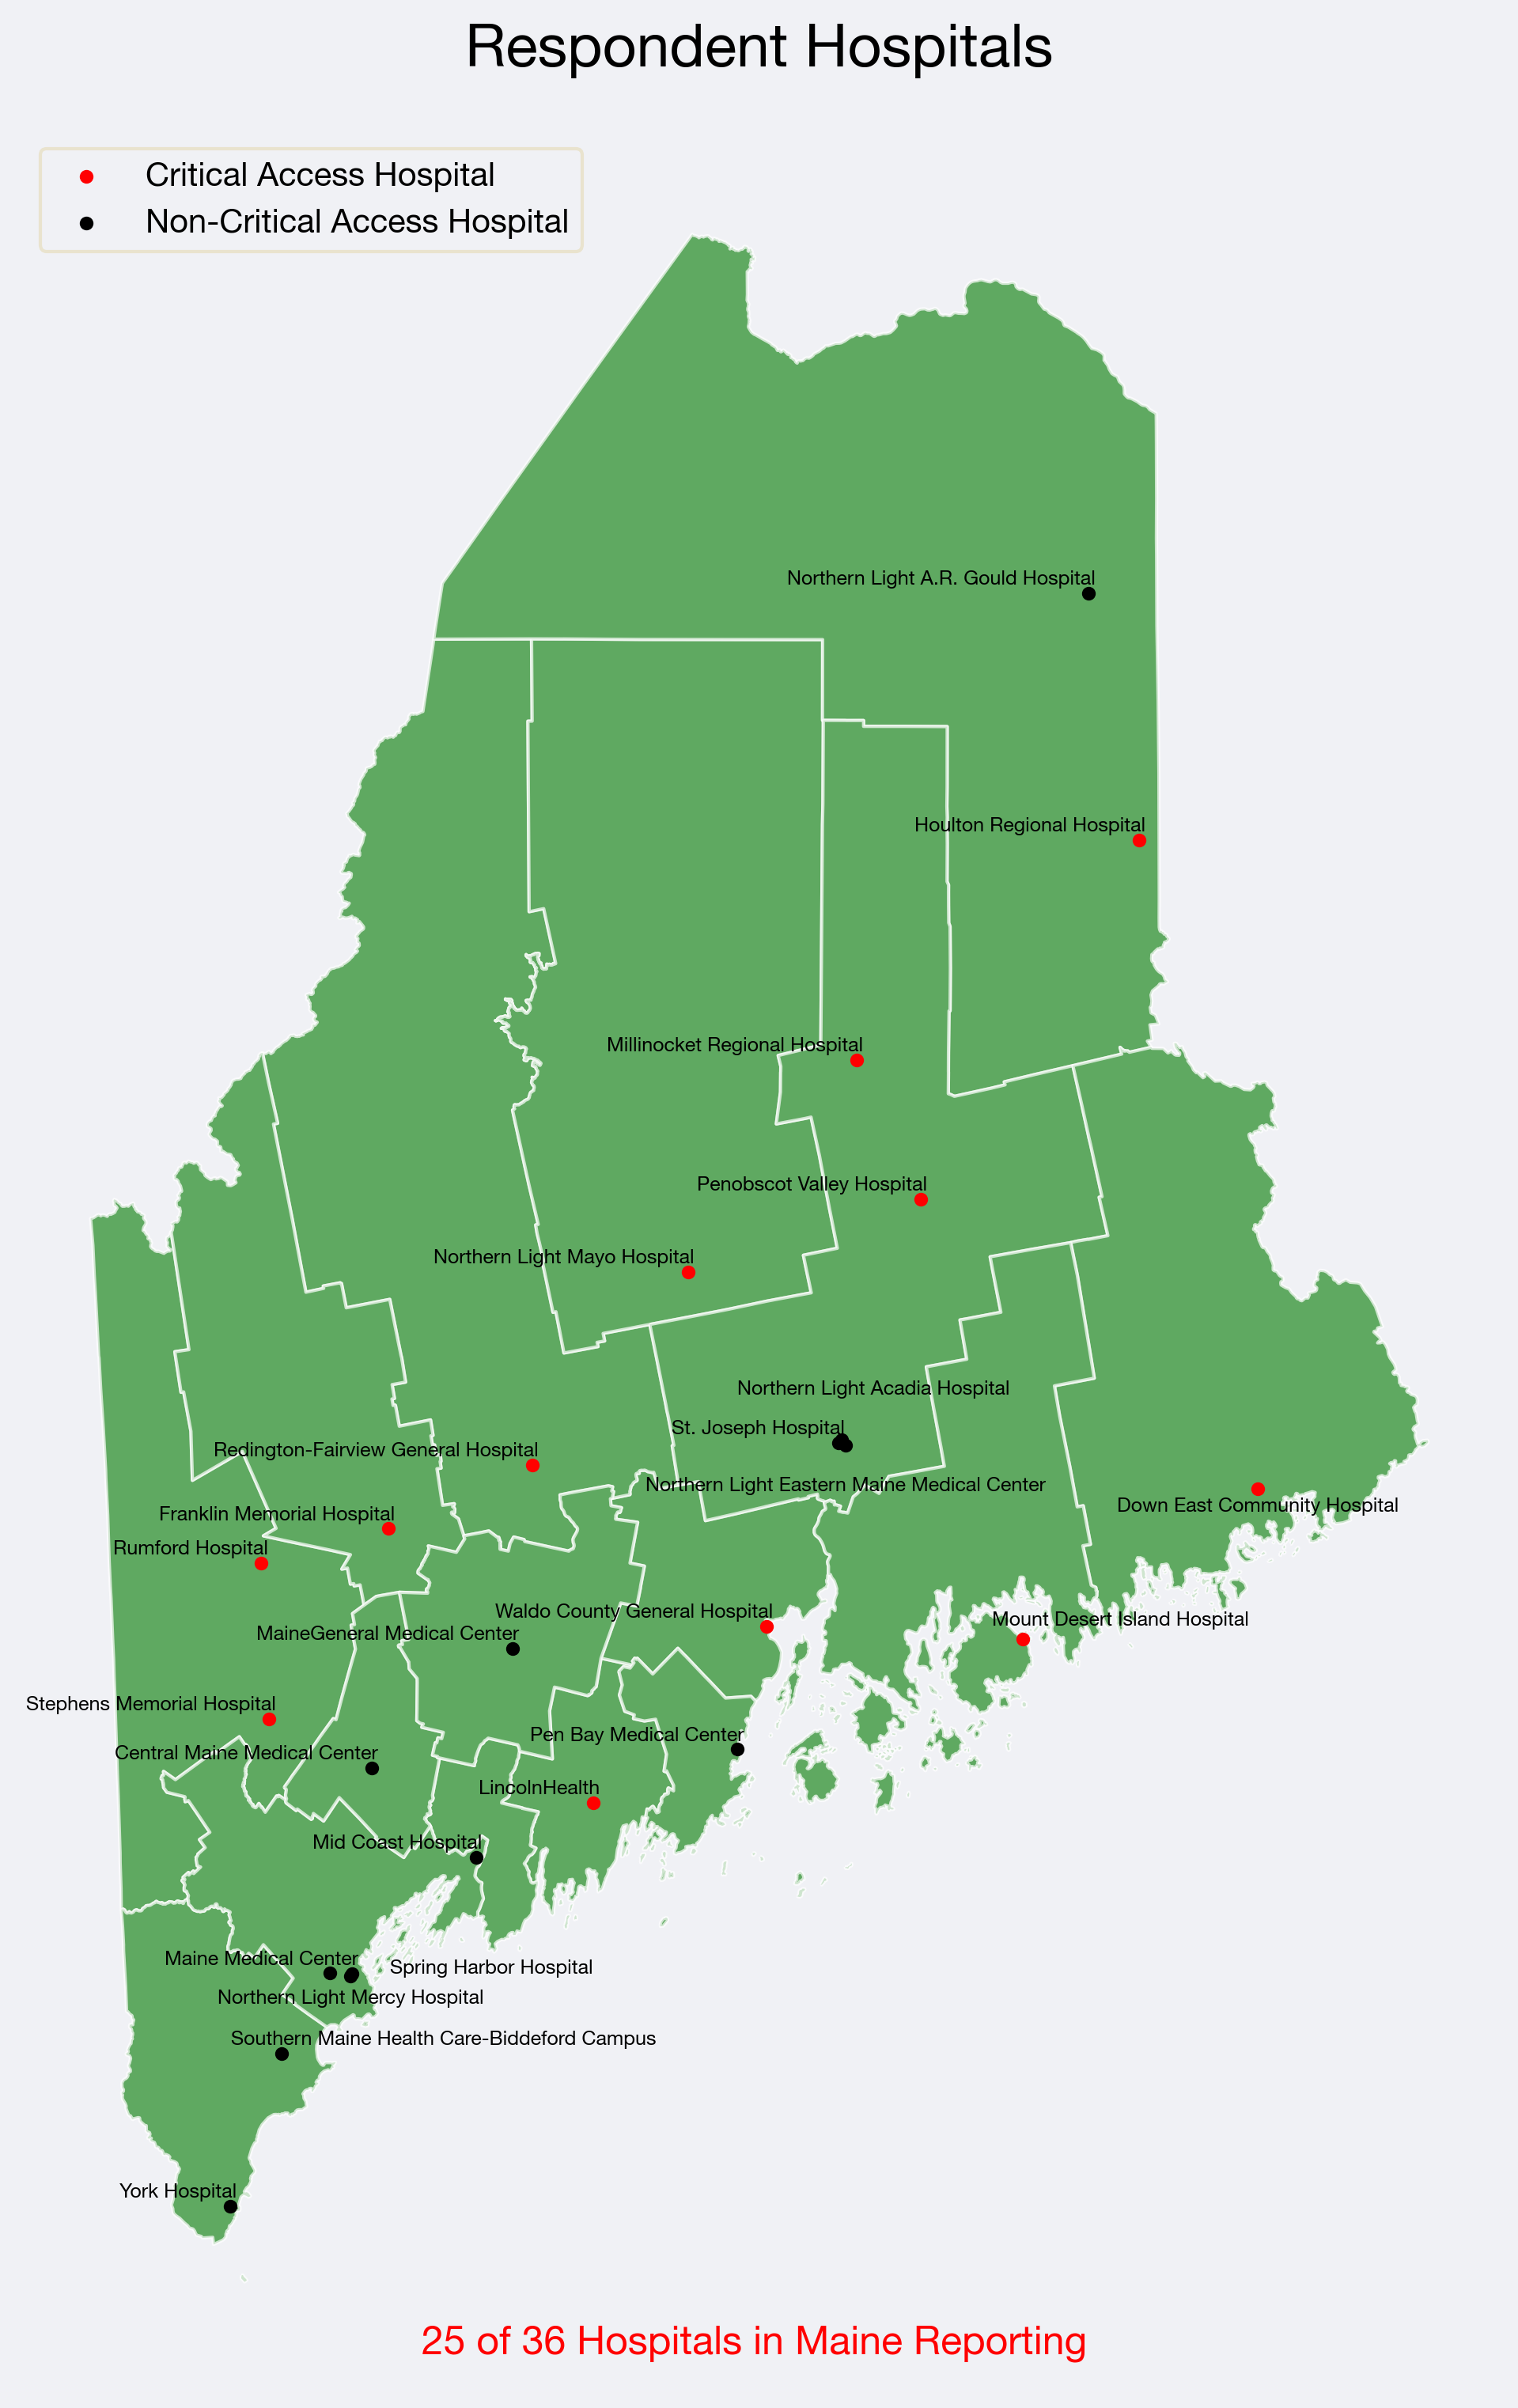 Respondent Hospitals
Critical Access Hospital
Non-Critical Access Hospital
Northern Light A.R. Gould Hospital
Houlton Regional Hospital
Millinocket Regional Hospital
Penobscot Valley Hospital
Northern Light Mayo Hospital
Northern Light Acadia Hospital
St. Joseph Hospital
Redington-Fairview General Hospital
Northern Light Eastern Maine Medical Center
Down East Community Hospital
Franklin Memorial Hospital
Rumford Hospital
Waldo County General Hospital
Mount Desert Island Hospital
MaineGeneral Medical Center
Stephens Memorial Hospital
Pen Bay Medical Center
Central Maine Medical Center
LincolnHealth
Mid Coast Hospital
Maine Medical Center
Spring Harbor Hospital
Northern Light Mercy Hospital
Southern Maine Health Care-Biddeford Campus
York Hospital
25 of 36 Hospitals in Maine Reporting